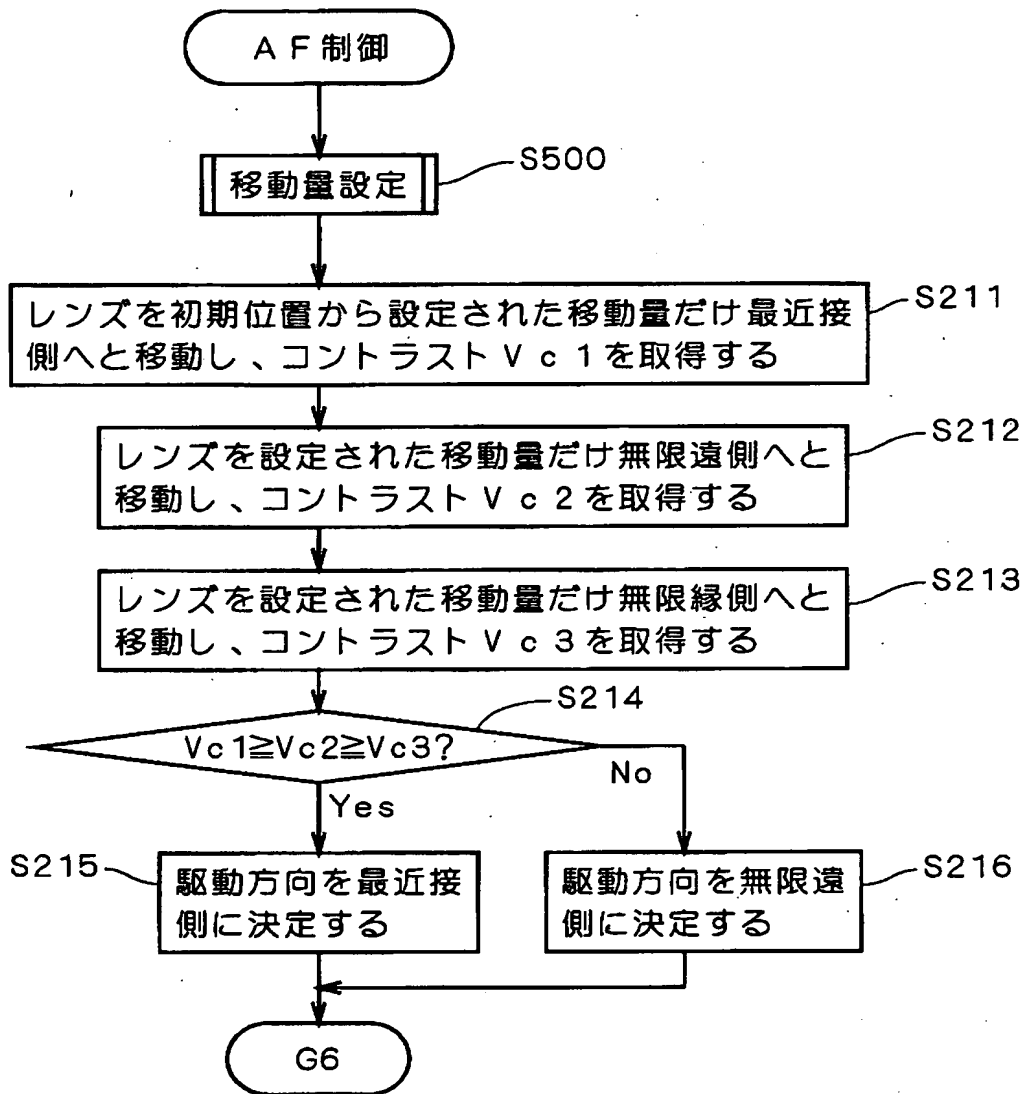 AF制御
移動量設定
S500
レンズを初期位置から設定された移動量だけ最近接
側へと移動し、コントラストVc1を取得する
S211
レンズを設定された移動量だけ無限遠側へと
移動し、コントラストVc2を取得する
S212
レンズを設定された移動量だけ無限縁側へと
移動し、コントラストVc3を取得する
S213
S214
Vc1≧Vc2≧Vc3?
No
Yes
S215
駆動方向を最近接
側に決定する
駆動方向を無限遠
側に決定する
S216
G6